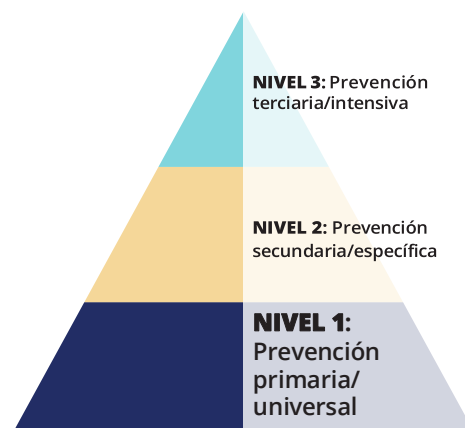 NIVEL 3: Prevención
terciaria/intensiva
NIVEL 2: Prevención
secundaria/específica
NIVEL 1:
Prevención
primaria/
universal